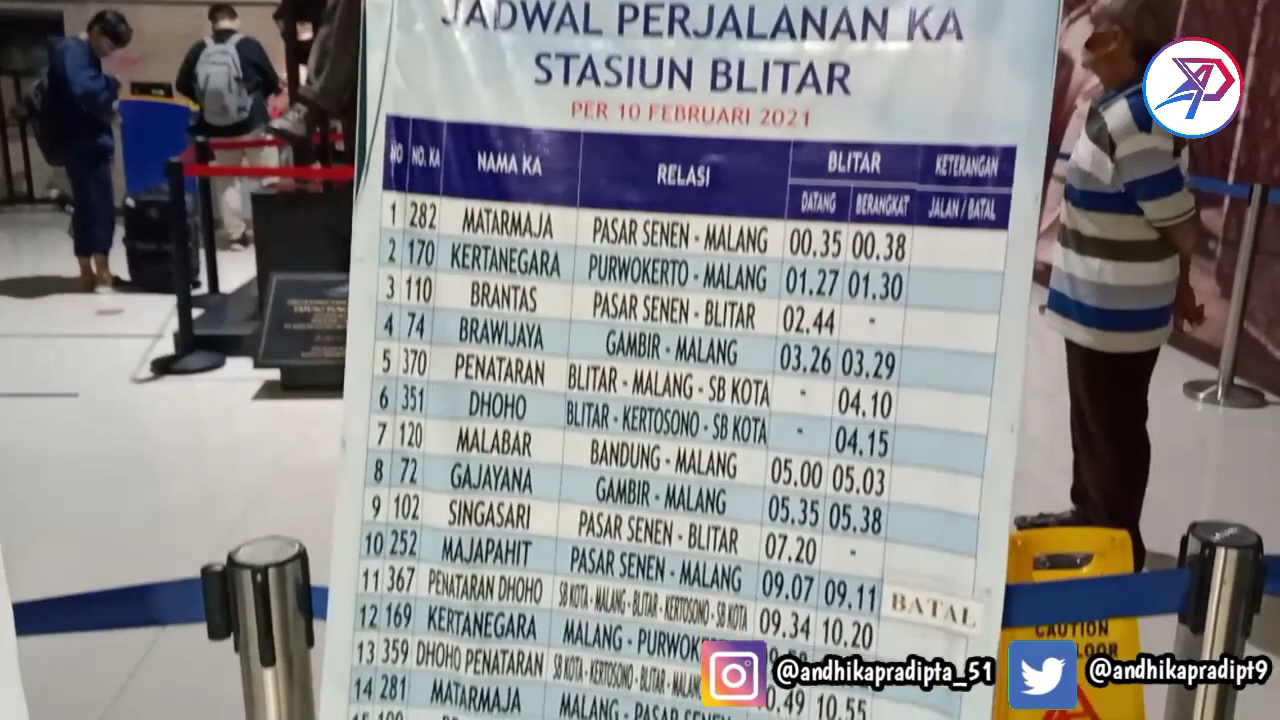 JADWAL PERJALANAN KA
STASIUN BLITAR
PER 10 FEBRUARI 2021
NO NO. KA NAMA KA RELASI BLITAR KETERANGAN
DATANG BERANGKAT JALAN / BATAL
1 282 MATARMAJA PASAR SENEN - MALANG 00.35 00.38
2 170 KERTANEGARA PURWOKERTO - MALANG 01.27 01.30
3 110 BRANTAS PASAR SENEN - BLITAR 02.44 -
4 74 BRAWIJAYA GAMBIR - MALANG 03.26 03.29
5 370 PENATARAN BLITAR - MALANG - SB KOTA - 04.10
6 351 DHOHO BLITAR - KERTOSONO - SB KOTA - 04.15
7 120 MALABAR BANDUNG - MALANG 05.00 05.03
8 72 GAJAYANA GAMBIR - MALANG 05.35 05.38
9 102 SINGASARI PASAR SENEN - BLITAR 07.20 -
10 252 MAJAPAHIT PASAR SENEN - MALANG 09.07 09.11 BATAL
11 367 PENATARAN DHOHO SB KOTA - MALANG - BLITAR - KERTOSONO - SB KOTA 09.34 10.20
12 169 KERTANEGARA MALANG - PURWOKE
13 359 DHOHO PENATARAN SB KOTA - KERTOSONO - BLITAR - MALANG 0.49 10.55
14 281 MATARMAJA MALANG - PASAR SENEN
CAUTION
@andhikapradipta_51
@andhikapradipt9